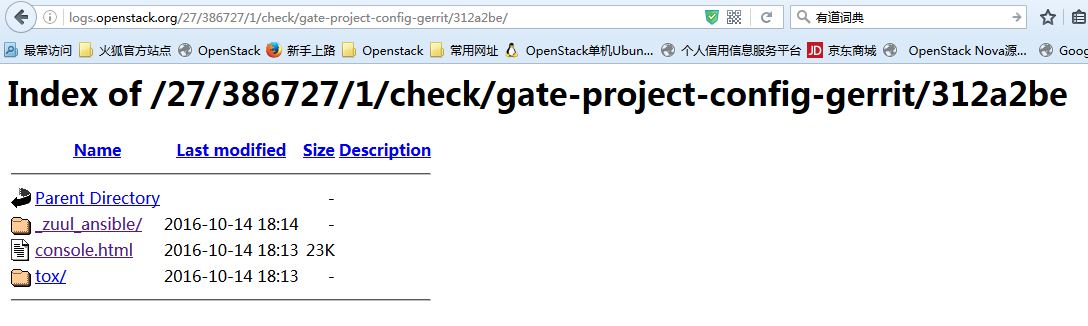 logs.openstack.org/27/386727/1/check/gate-project-config-gerrit/312a2be/ 有道词典
最常访问 火狐官方站点 OpenStack 新手上路 Openstack 常用网址 OpenStack单机Ubun... 个人信用信息服务平台 JD 京东商城 OpenStack Nova源... Goog
Index of /27/386727/1/check/gate-project-config-gerrit/312a2be
Name Last modified Size Description
Parent Directory -
_zuul_ansible/ 2016-10-14 18:14 -
console.html 2016-10-14 18:13 23K
tox/ 2016-10-14 18:13 -